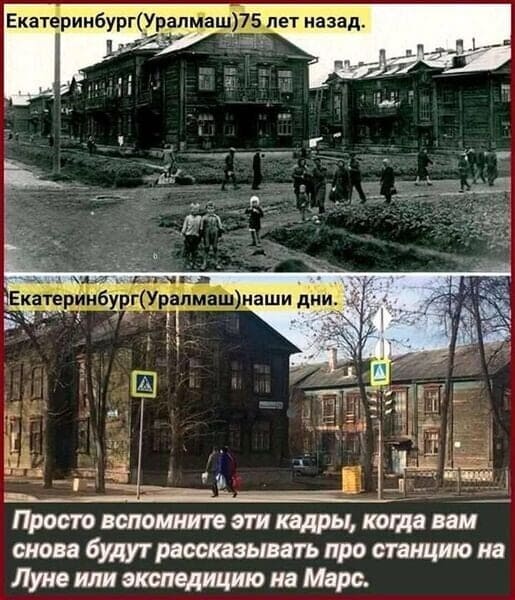 Екатеринбург(Уралмаш)75 лет назад.
Екатеринбург(Уралмаш)наши дни.
Просто вспомните эти кадры, когда вам
снова будут рассказывать про станцию на
Луне или экспедицию на Марс.